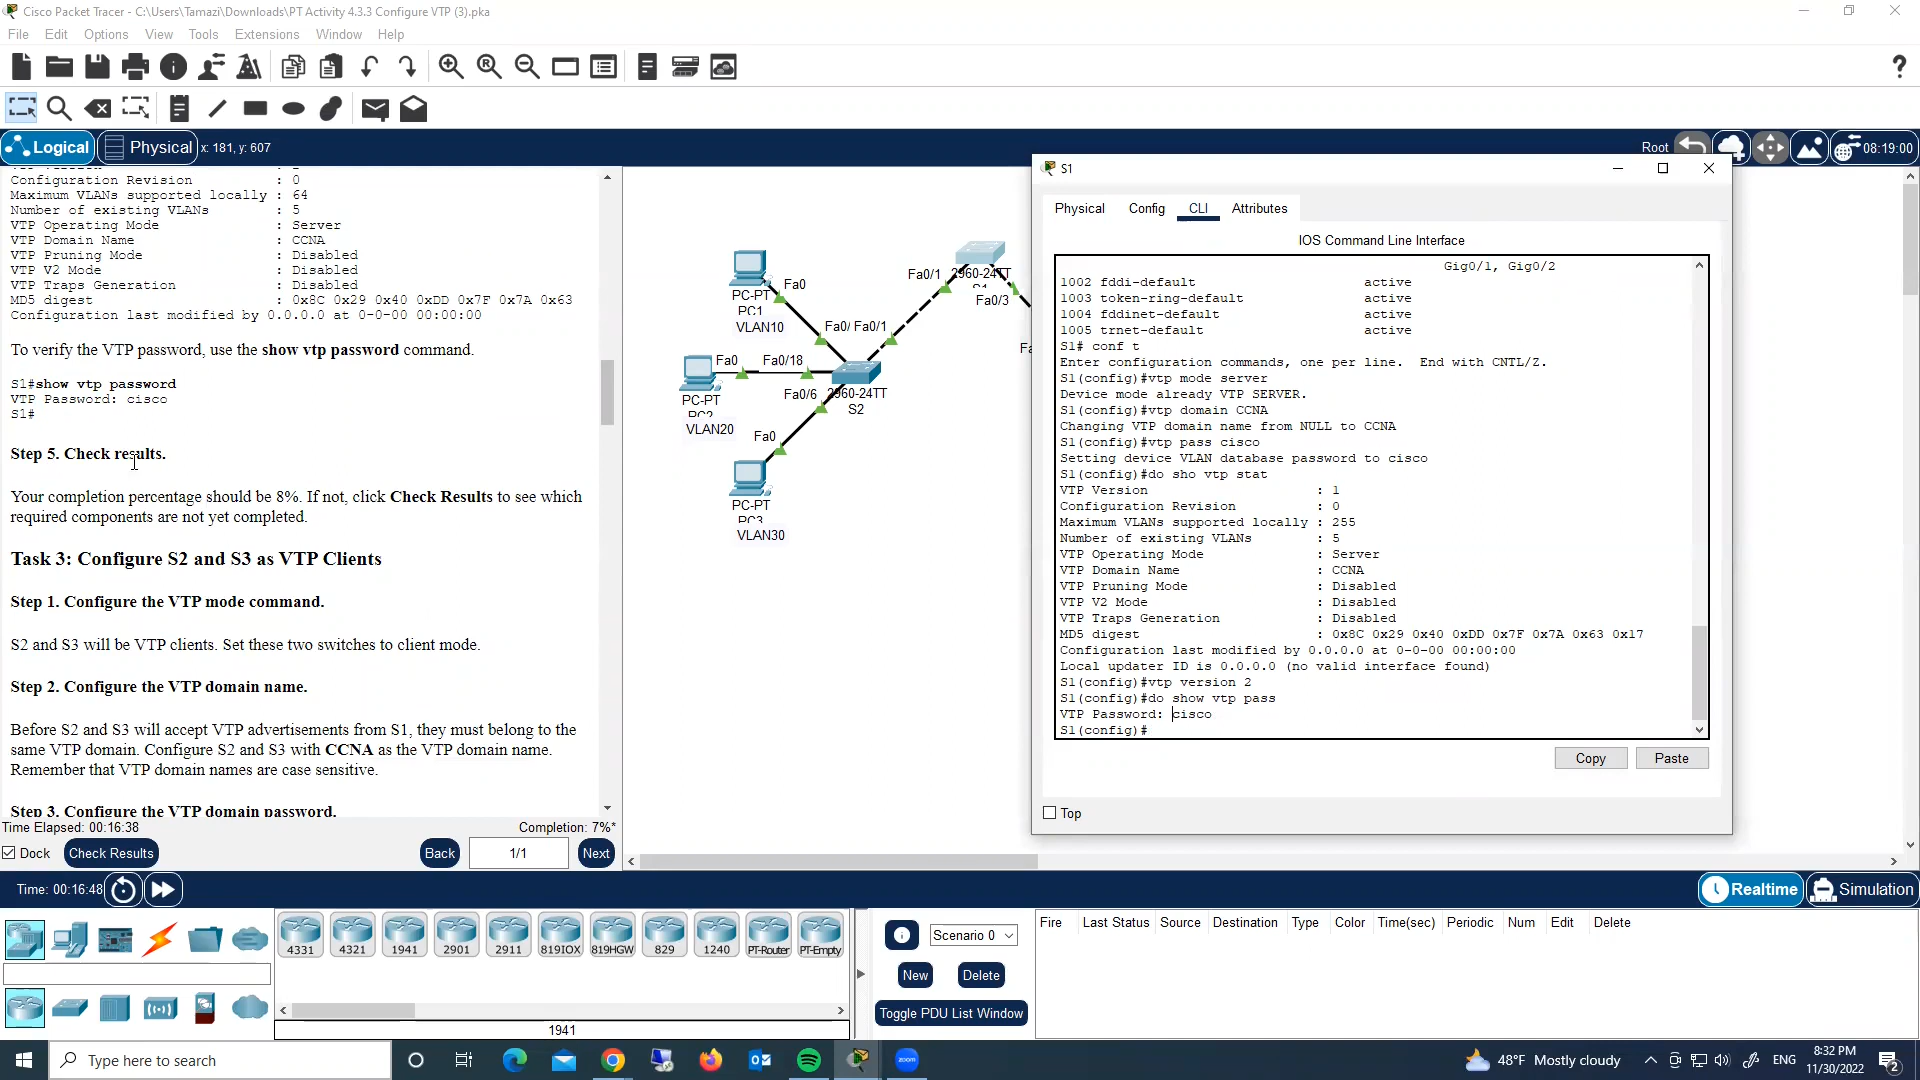 Cisco Packet Tracer - C:\Users\Tamazi\Downloads\PT Activity 4.3.3 Configure VTP (3).pka
File Edit Options View Tools Extensions Window Help
Logical Physical x: 181, y: 607
Root 08:19:00
Configuration Revision : 0
Maximum VLANs supported locally : 64
Number of existing VLANs : 5
VTP Operating Mode : Server
VTP Domain Name : CCNA
VTP Pruning Mode : Disabled
VTP V2 Mode : Disabled
VTP Traps Generation : Disabled
MD5 digest : 0x8C 0x29 0x40 0xDD 0x7F 0x7A 0x63
Configuration last modified by 0.0.0.0 at 0-0-00 00:00:00
To verify the VTP password, use the show vtp password command.
S1#show vtp password
VTP Password: cisco
S1#
Step 5. Check results.
Your completion percentage should be 8%. If not, click Check Results to see which
required components are not yet completed.
Task 3: Configure S2 and S3 as VTP Clients
Step 1. Configure the VTP mode command.
S2 and S3 will be VTP clients. Set these two switches to client mode.
Step 2. Configure the VTP domain name.
Before S2 and S3 will accept VTP advertisements from S1, they must belong to the
same VTP domain. Configure S2 and S3 with CCNA as the VTP domain name.
Remember that VTP domain names are case sensitive.
Step 3. Configure the VTP domain password.
Time Elapsed: 00:16:38 Completion: 7%*
Dock Check Results Back 1/1 Next
Fa0
PC-PT
PC1
VLAN10
Fa0/ Fa0/1
Fa0/1 2960-24TT
S1
Fa0/3
Fa0 Fa0/18
PC-PT
PC2
VLAN20
Fa0/6 2960-24TT
S2
Fa0
PC-PT
PC3
VLAN30
S1
Physical Config CLI Attributes
IOS Command Line Interface
Gig0/1, Gig0/2
1002 fddi-default active
1003 token-ring-default active
1004 fddinet-default active
1005 trnet-default active
S1# conf t
Enter configuration commands, one per line. End with CNTL/Z.
S1(config)#vtp mode server
Device mode already VTP SERVER.
S1(config)#vtp domain CCNA
Changing VTP domain name from NULL to CCNA
S1(config)#vtp pass cisco
Setting device VLAN database password to cisco
S1(config)#do sho vtp stat
VTP Version : 1
Configuration Revision : 0
Maximum VLANs supported locally : 255
Number of existing VLANs : 5
VTP Operating Mode : Server
VTP Domain Name : CCNA
VTP Pruning Mode : Disabled
VTP V2 Mode : Disabled
VTP Traps Generation : Disabled
MD5 digest : 0x8C 0x29 0x40 0xDD 0x7F 0x7A 0x63 0x17
Configuration last modified by 0.0.0.0 at 0-0-00 00:00:00
Local updater ID is 0.0.0.0 (no valid interface found)
S1(config)#vtp version 2
S1(config)#do show vtp pass
VTP Password: cisco
S1(config)#
Copy Paste
Top
Time: 00:16:48
Realtime Simulation
4331 4321 1941 2901 2911 819IOX 819HGW 829 1240 PT-Router PT-Empty
1941
Scenario 0
New Delete
Toggle PDU List Window
Fire Last Status Source Destination Type Color Time(sec) Periodic Num Edit Delete
Type here to search
zoom
48°F Mostly cloudy
ENG
8:32 PM
11/30/2022
2